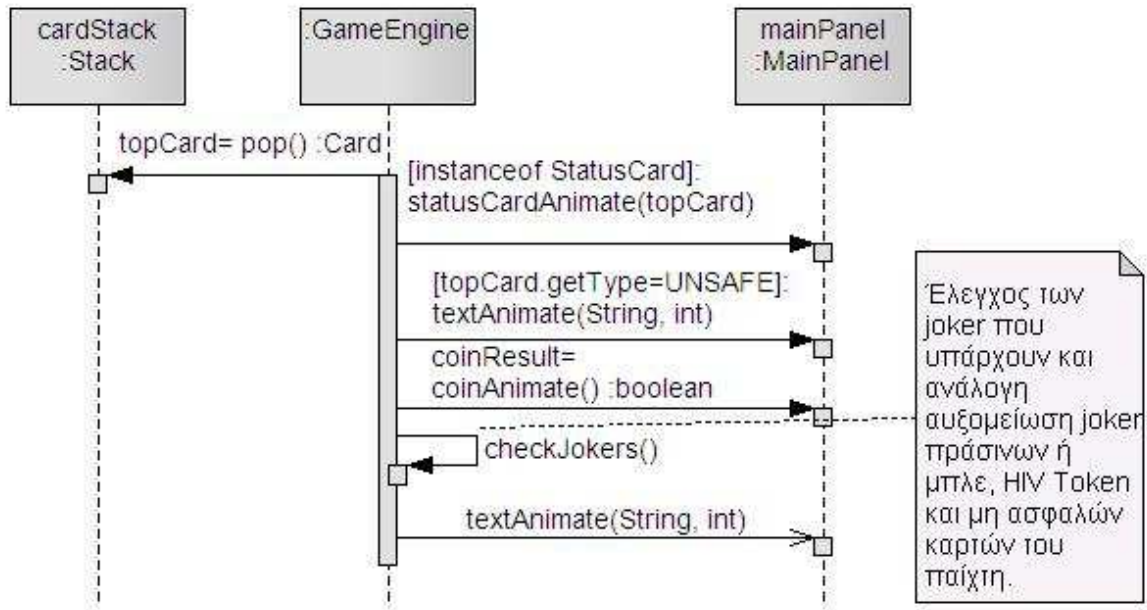 cardStack
:Stack
:GameEngine
mainPanel
:MainPanel
topCard= pop() :Card
[instanceof StatusCard]:
statusCardAnimate(topCard)
[topCard.getType=UNSAFE]:
textAnimate(String, int)
coinResult=
coinAnimate() :boolean
checkJokers()
textAnimate(String, int)
Έλεγχος των
joker που
υπάρχουν και
ανάλογη
αυξομείωση joker
πράσινων ή
μπλε, HIV Token
και μη ασφαλών
καρτών του
παίχτη.